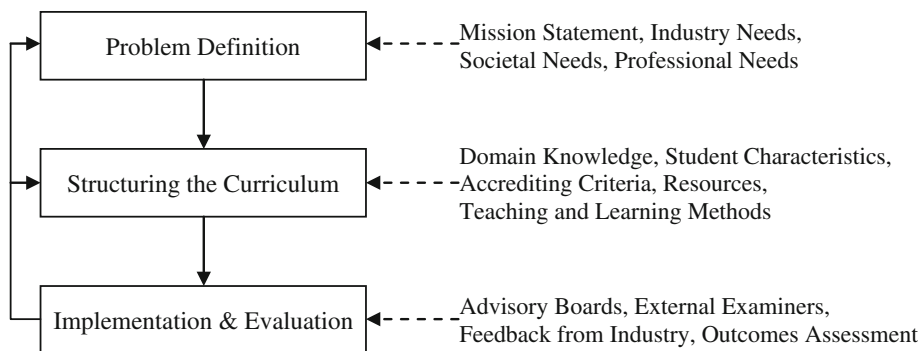 Problem Definition
Mission Statement, Industry Needs,
Societal Needs, Professional Needs
Structuring the Curriculum
Domain Knowledge, Student Characteristics,
Accrediting Criteria, Resources,
Teaching and Learning Methods
Implementation & Evaluation
Advisory Boards, External Examiners,
Feedback from Industry, Outcomes Assessment